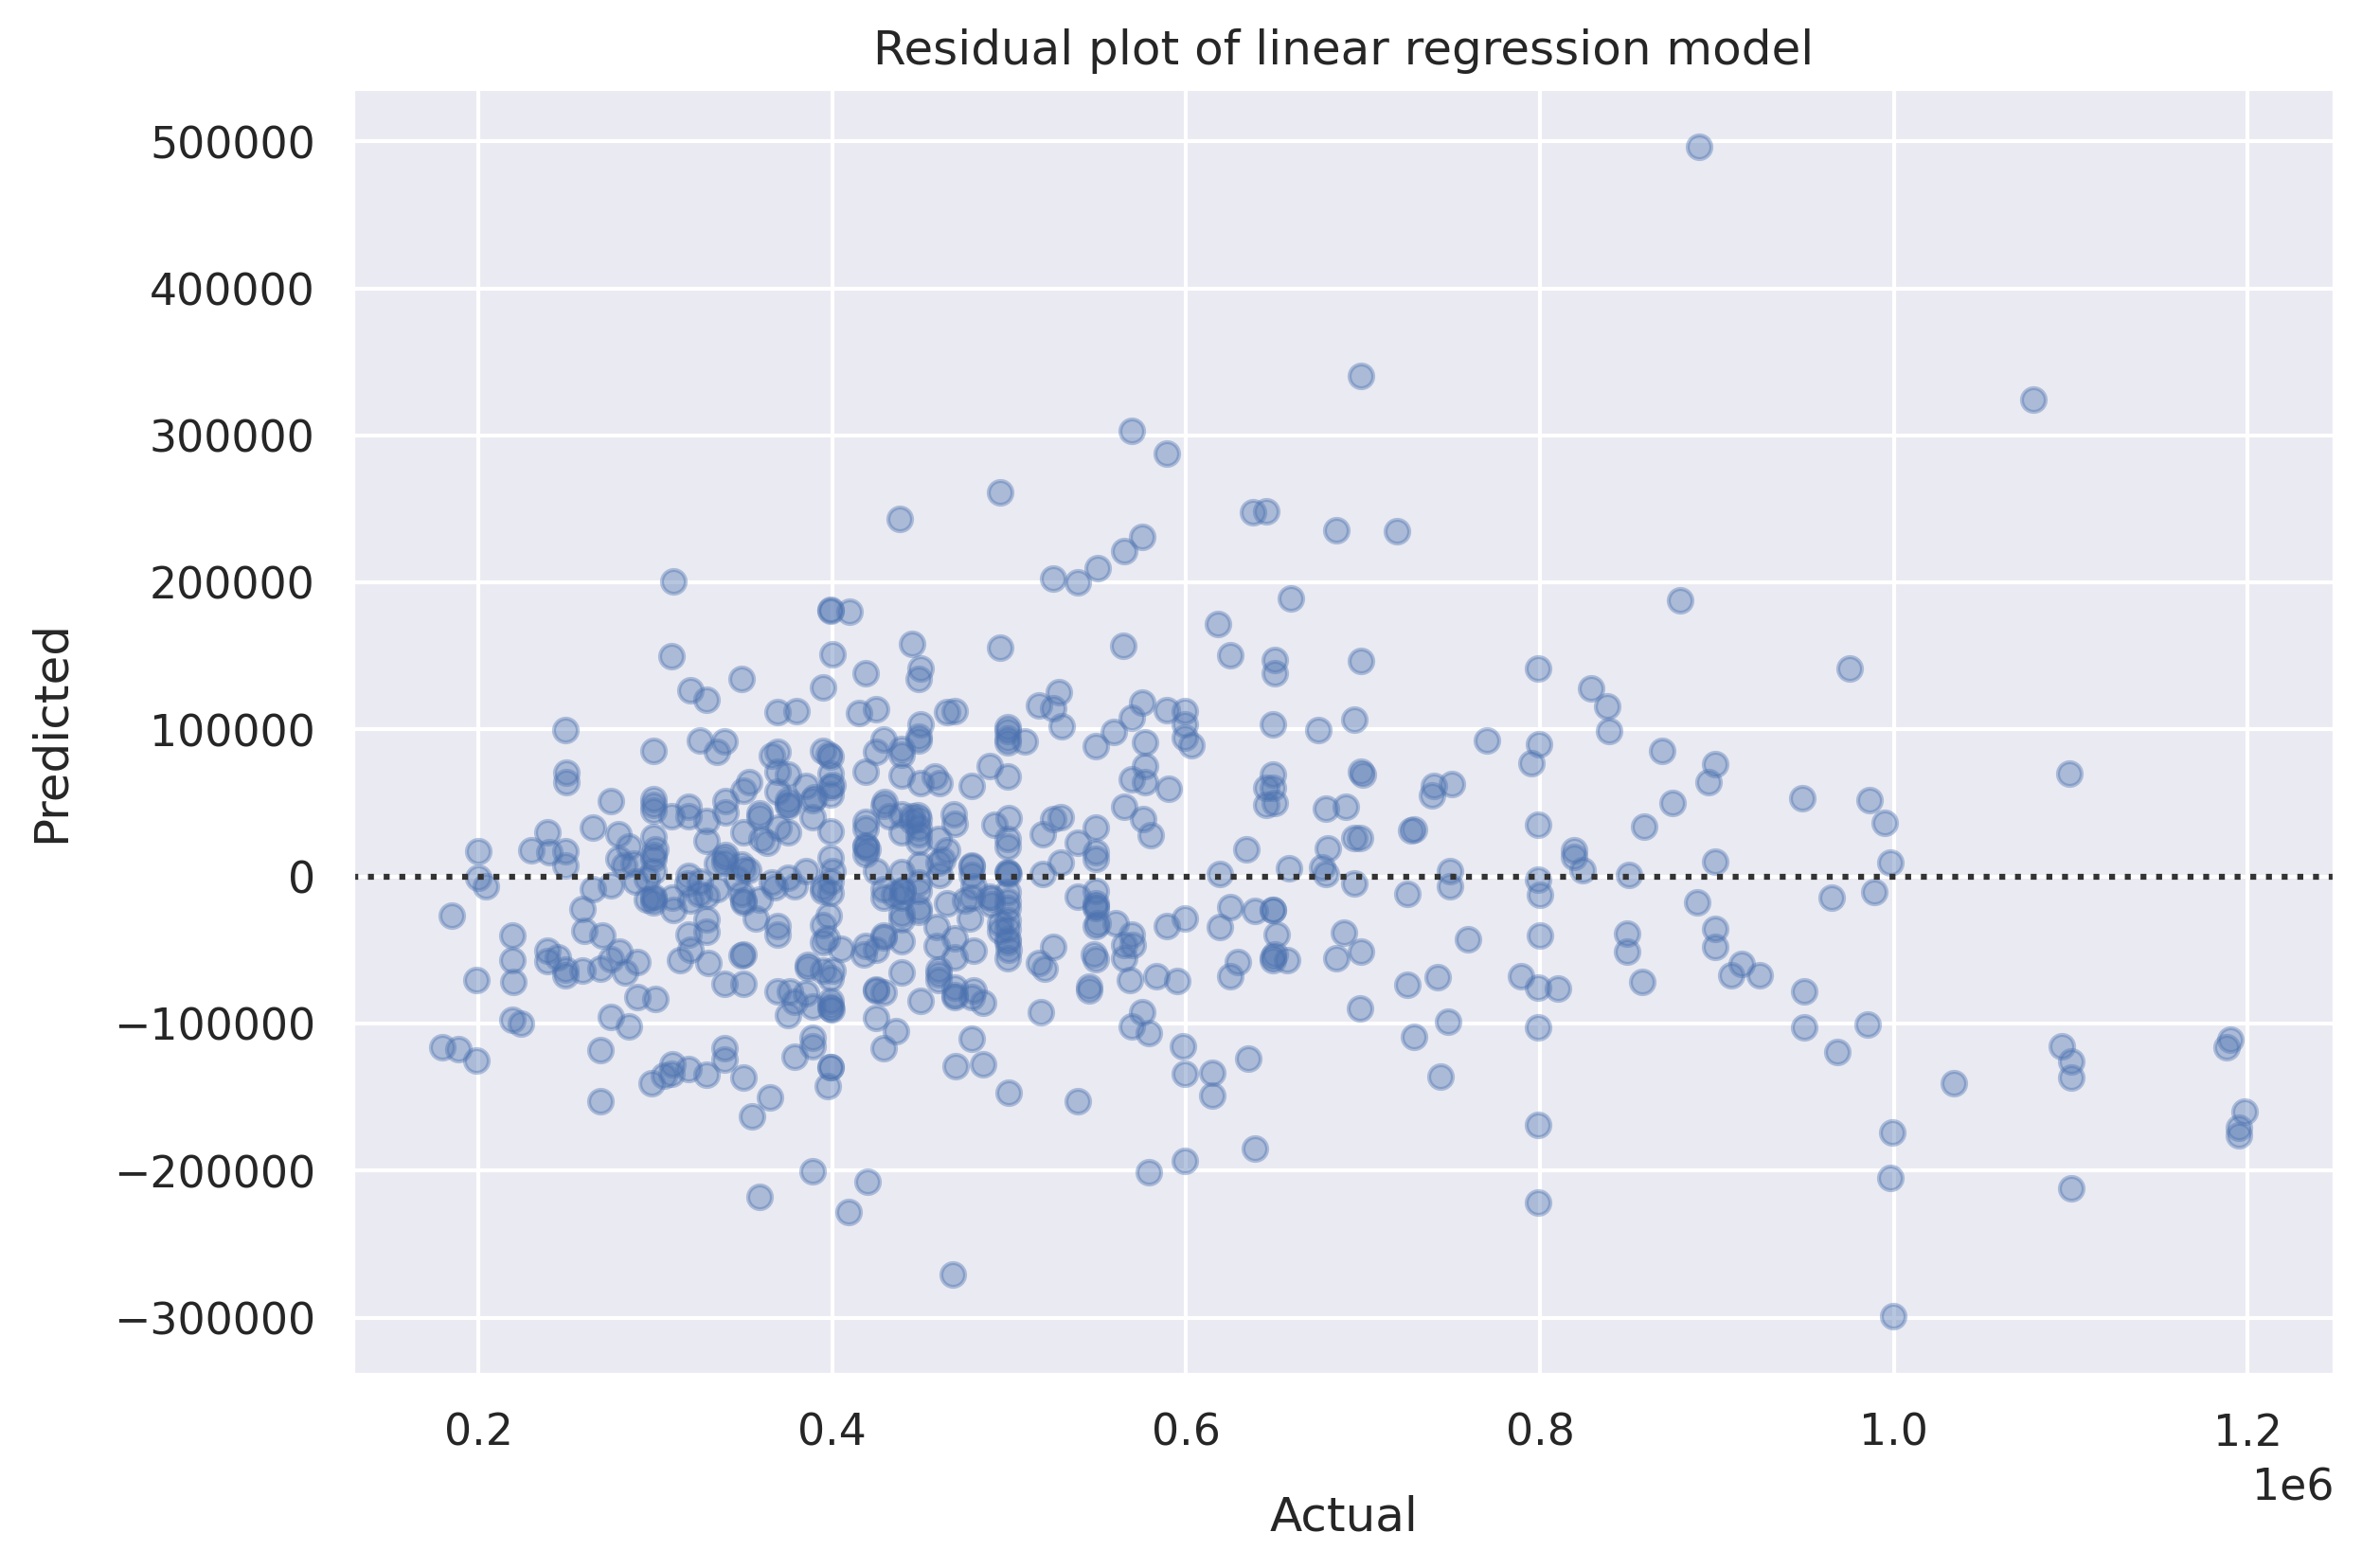 Residual plot of linear regression model
500000
400000
300000
200000
100000
0
−100000
−200000
−300000
Predicted
0.2 0.4 0.6 0.8 1.0 1.2
1e6
Actual